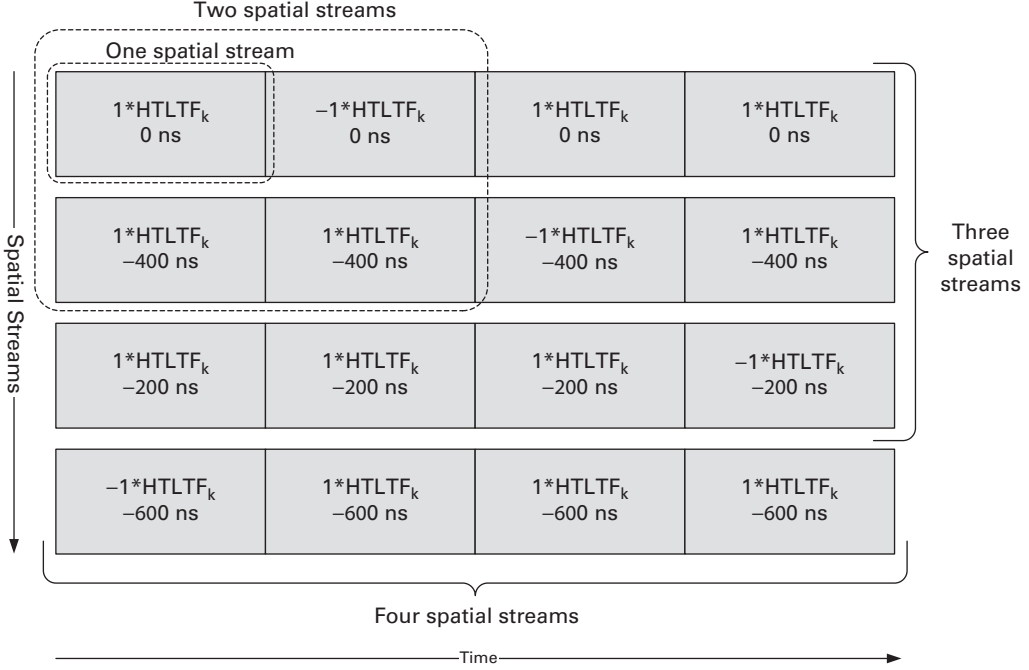 Two spatial streams
One spatial stream
1*HTLTFk
0 ns
−1*HTLTFk
0 ns
1*HTLTFk
0 ns
1*HTLTFk
0 ns
1*HTLTFk
−400 ns
1*HTLTFk
−400 ns
−1*HTLTFk
−400 ns
1*HTLTFk
−400 ns
1*HTLTFk
−200 ns
1*HTLTFk
−200 ns
1*HTLTFk
−200 ns
−1*HTLTFk
−200 ns
−1*HTLTFk
−600 ns
1*HTLTFk
−600 ns
1*HTLTFk
−600 ns
1*HTLTFk
−600 ns
Spatial Streams
Three
spatial
streams
Four spatial streams
Time